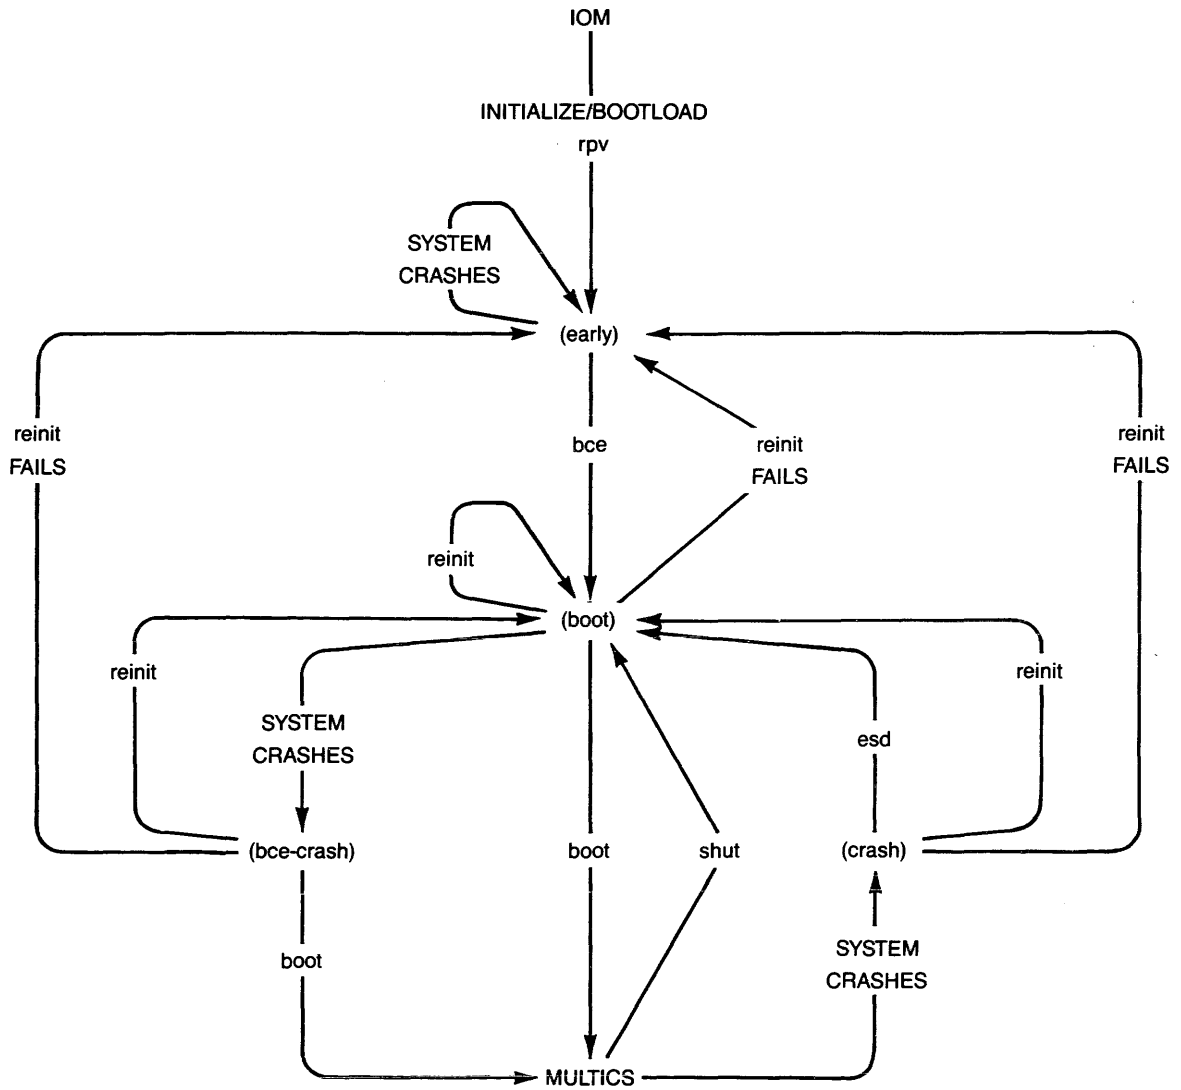 IOM
INITIALIZE/BOOTLOAD
rpv
SYSTEM
CRASHES
(early)
reinit
FAILS
bce
reinit
FAILS
reinit
FAILS
reinit
(boot)
reinit
SYSTEM
CRASHES
esd
reinit
(bce-crash)
boot
shut
(crash)
boot
SYSTEM
CRASHES
MULTICS